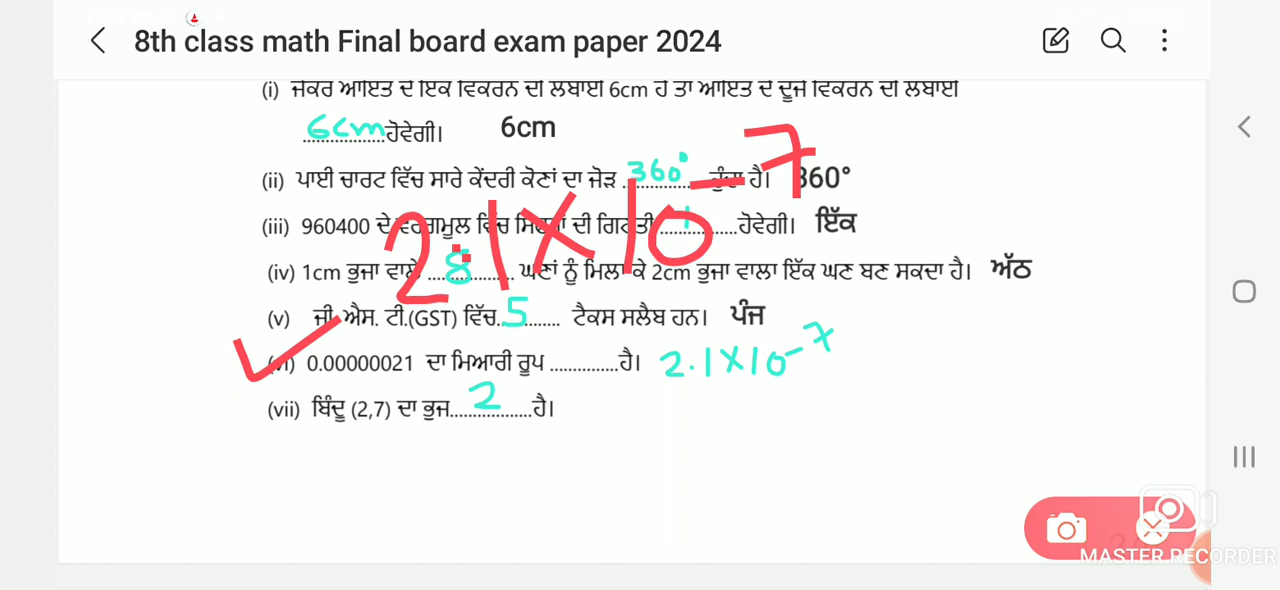 8th class math Final board exam paper 2024
(i) ਜੇਕਰ ਆਇਤ ਦੇ ਇਕ ਵਿਕਰਨ ਦੀ ਲੰਬਾਈ 6cm ਹੈ ਤਾਂ ਆਇਤ ਦੇ ਦੂਜੇ ਵਿਕਰਨ ਦੀ ਲੰਬਾਈ
6cm ਹੋਵੇਗੀ। 6cm
(ii) ਪਾਈ ਚਾਰਟ ਵਿੱਚ ਸਾਰੇ ਕੇਂਦਰੀ ਕੋਣਾਂ ਦਾ ਜੋੜ 360° ਹੁੰਦਾ ਹੈ। 360°
(iii) 960400 ਦੇ ਵਰਗਮੂਲ ਵਿੱਚ ਸਿਫਰਾਂ ਦੀ ਗਿਣਤੀ 1 ਹੋਵੇਗੀ। ਇੱਕ
(iv) 1cm ਭੁਜਾ ਵਾਲੇ 8 ਘਣਾਂ ਨੂੰ ਮਿਲਾ ਕੇ 2cm ਭੁਜਾ ਵਾਲਾ ਇੱਕ ਘਣ ਬਣ ਸਕਦਾ ਹੈ। ਅੱਠ
(v) ਜੀ. ਐਸ. ਟੀ.(GST) ਵਿੱਚ 5 ਟੈਕਸ ਸਲੈਬ ਹਨ। ਪੰਜ
(vi) 0.00000021 ਦਾ ਮਿਆਰੀ ਰੂਪ ...............ਹੈ। 2.1×10⁻⁷
(vii) ਬਿੰਦੂ (2,7) ਦਾ ਭੁਜ 2 ਹੈ।
2.1×10⁻⁷
MASTER RECORDER